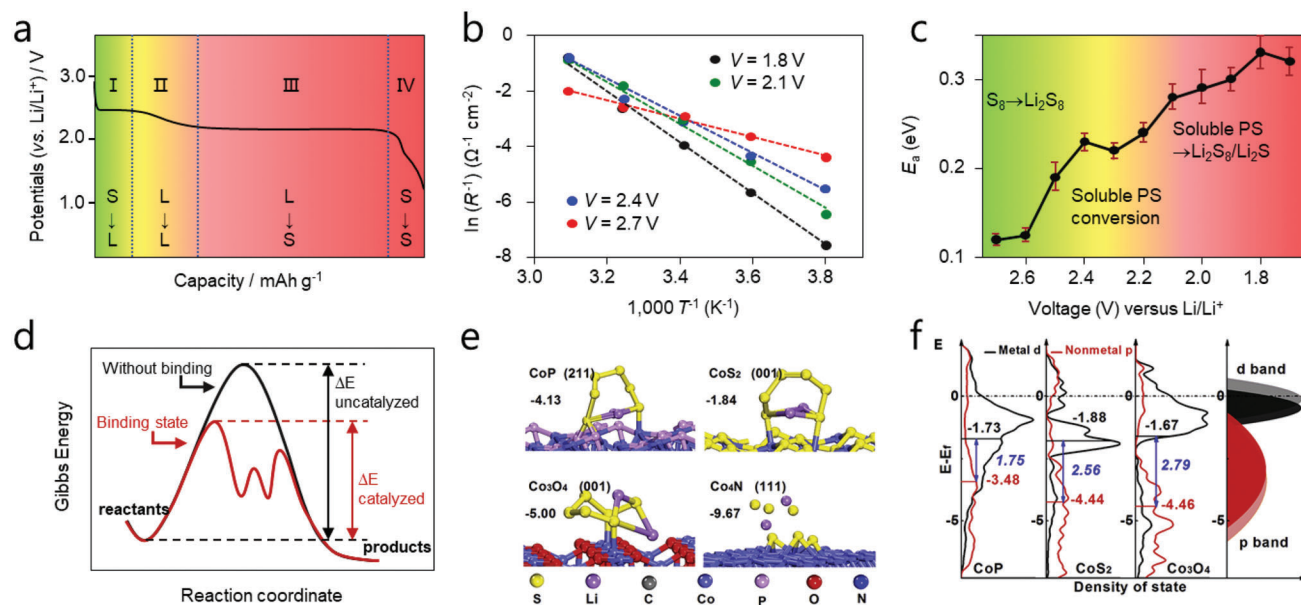 a
Potentials (vs. Li/Li⁺) / V
3.0
2.0
1.0
I
II
III
IV
S
↓
L
L
↓
L
L
↓
S
S
↓
S
Capacity / mAh g⁻¹
b
ln (R⁻¹) (Ω⁻¹ cm⁻²)
0
-2
-4
-6
-8
V = 1.8 V
V = 2.1 V
V = 2.4 V
V = 2.7 V
3.0
3.2
3.4
3.6
3.8
1,000 T⁻¹ (K⁻¹)
c
Eₐ (eV)
0.3
0.2
0.1
S₈→Li₂S₈
Soluble PS
→Li₂S₈/Li₂S
Soluble PS
conversion
2.6
2.4
2.2
2.0
1.8
Voltage (V) versus Li/Li⁺
d
Gibbs Energy
Without binding
Binding state
ΔE
uncatalyzed
ΔE
catalyzed
reactants
products
Reaction coordinate
e
CoP (211)
-4.13
CoS₂ (001)
-1.84
Co₃O₄ (001)
-5.00
Co₄N (111)
-9.67
S
Li
C
Co
P
O
N
f
E
Metal d
Nonmetal p
E-Ef
0
-5
-1.73
1.75
-3.48
CoP
0
-5
-1.88
2.56
-4.44
CoS₂
0
-5
-1.67
2.79
-4.46
Co₃O₄
d band
p band
Density of state